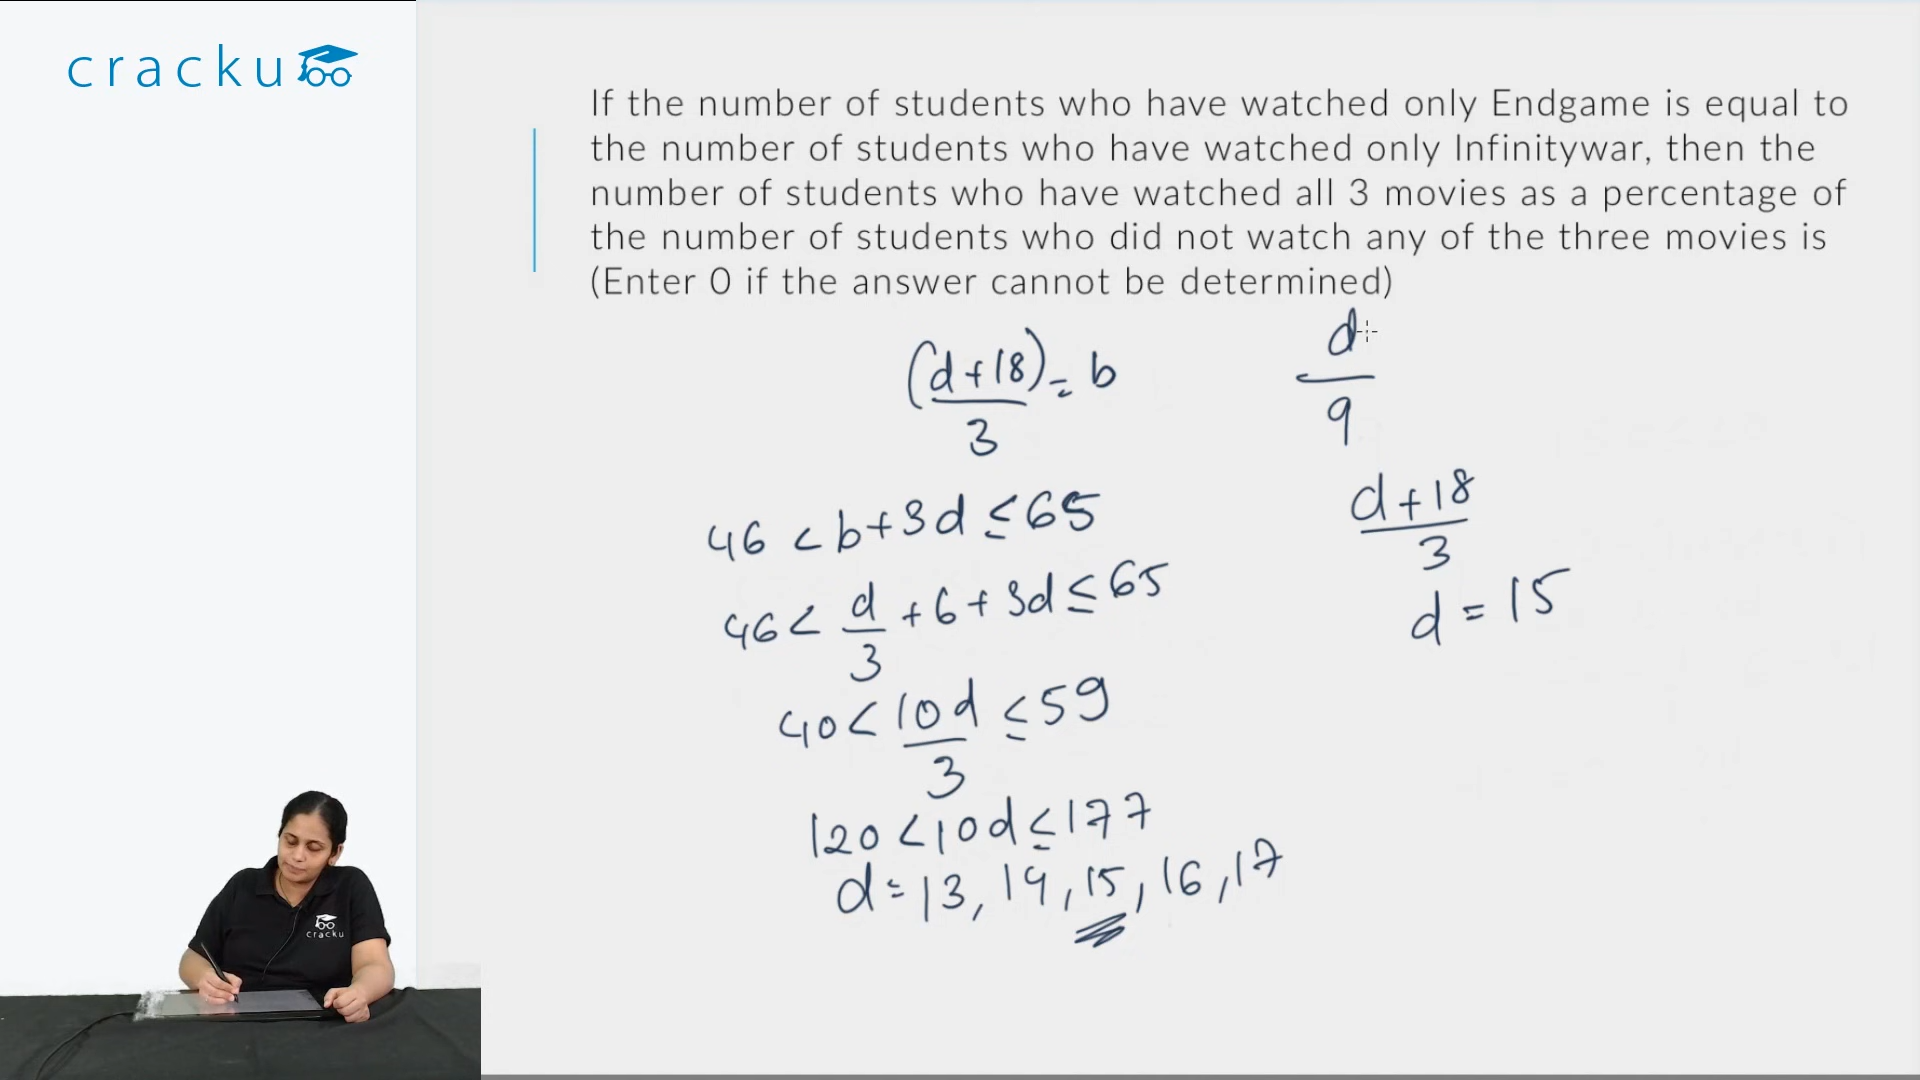 cracku
If the number of students who have watched only Endgame is equal to
the number of students who have watched only Infinitywar, then the
number of students who have watched all 3 movies as a percentage of
the number of students who did not watch any of the three movies is
(Enter 0 if the answer cannot be determined)
(d+18)/3 = b
d/9
46 < b+3d ≤ 65
d+18/3
46 < d/3 + 6 + 3d ≤ 65
d = 15
40 < 10d/3 ≤ 59
120 < 10d ≤ 177
d = 13, 14, 15, 16, 17
cracku